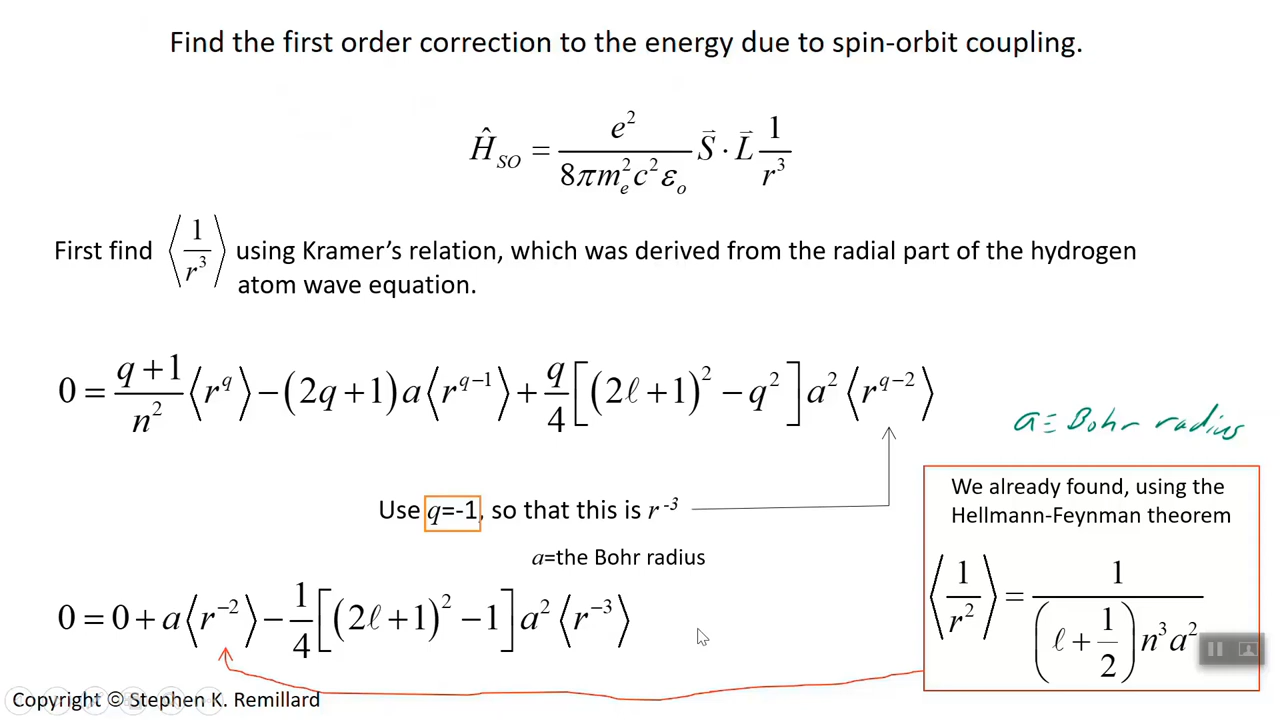 Find the first order correction to the energy due to spin-orbit coupling.
Ĥ_SO = e²/(8πm_e²c²ε_o) S⃗ · L⃗ 1/r³
First find ⟨1/r³⟩ using Kramer’s relation, which was derived from the radial part of the hydrogen
atom wave equation.
0 = (q+1)/n² ⟨r^q⟩ − (2q+1)a⟨r^(q−1)⟩ + q/4 [(2ℓ+1)² − q²] a² ⟨r^(q−2)⟩
a ≡ Bohr radius
Use q=-1, so that this is r⁻³
a=the Bohr radius
0 = 0 + a⟨r⁻²⟩ − 1/4 [(2ℓ+1)² − 1] a² ⟨r⁻³⟩
We already found, using the
Hellmann-Feynman theorem
⟨1/r²⟩ = 1/((ℓ + 1/2) n³a²)
Copyright © Stephen K. Remillard